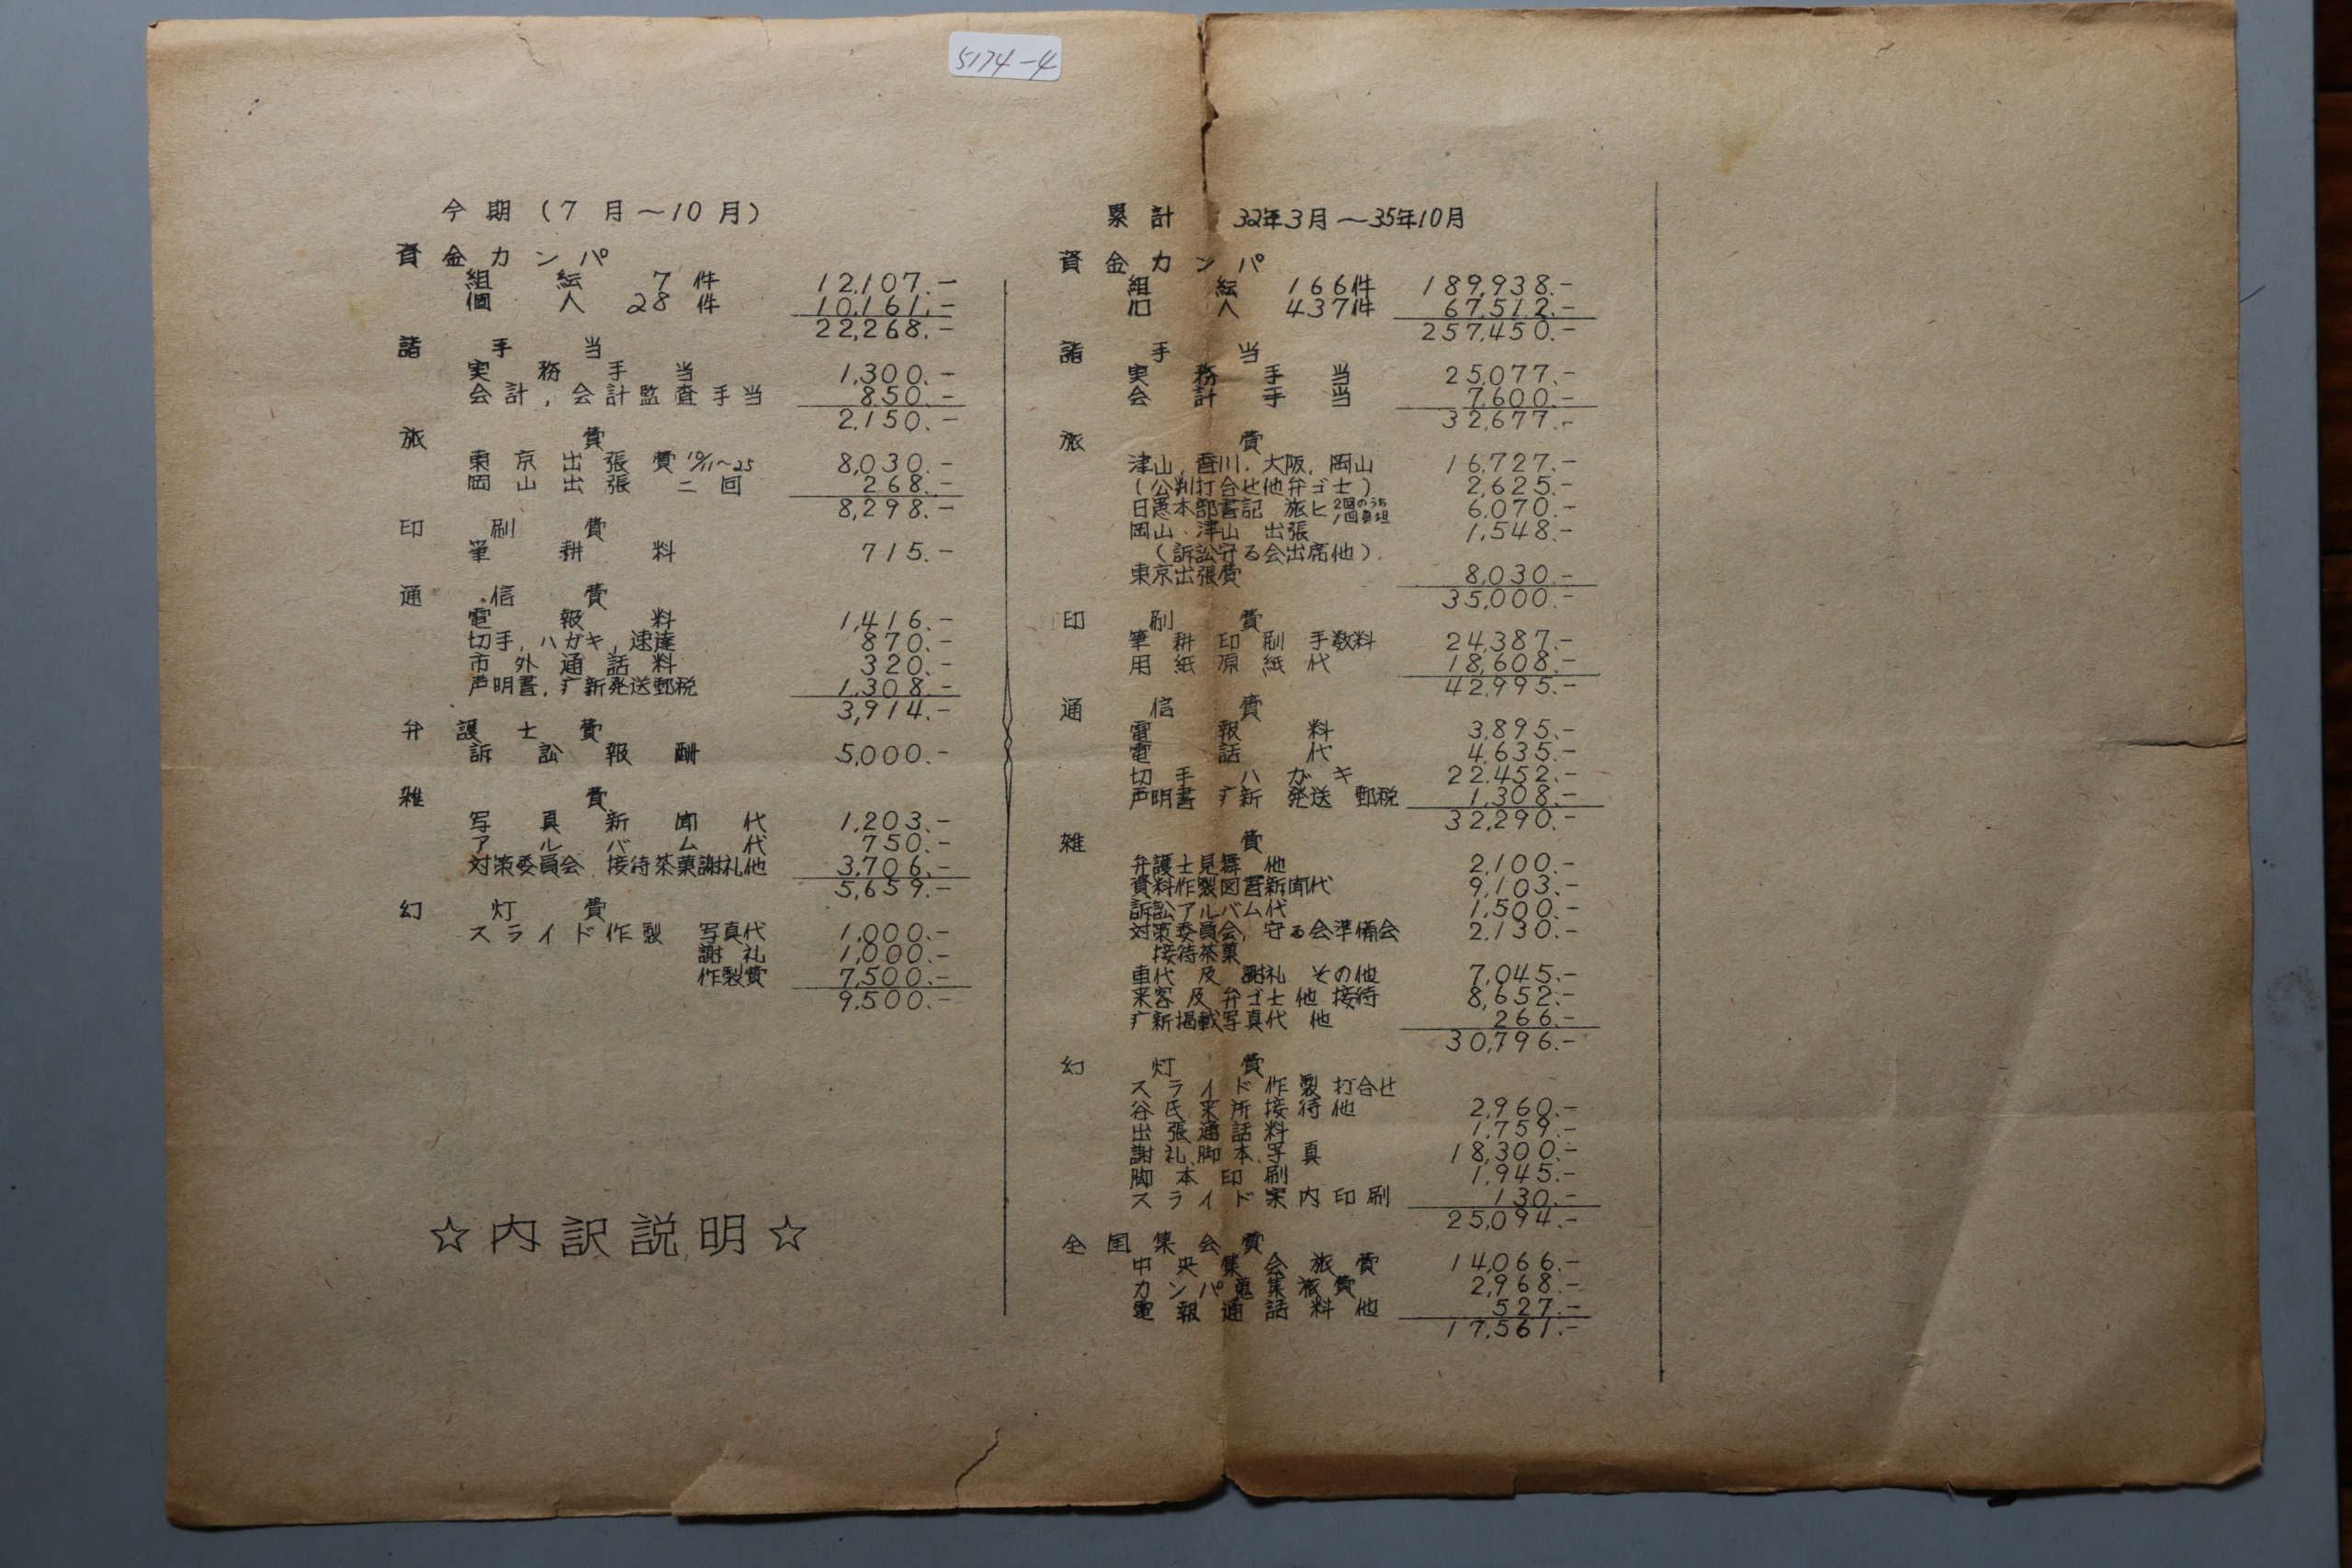 5174-4
今期(7月~10月)
資金カンパ
組 紜 7件 12,107.-
個人 28件 10,161.-
22,268.-
諸手当
実務手当 1,300.-
会計,会計監査手当 850.-
2,150.-
旅費
東京出張費 10/11~25 8,030.-
岡山出張 二回 268.-
8,298.-
印刷費
筆耕料 715.-
通信費
電報料 1,416.-
切手,ハガキ,速達 870.-
市外通話料 320.-
声明書,疒新発送郵税 1,308.-
3,914.-
弁護士費
訴訟報酬 5,000.-
雑費
写真新聞代 1,203.-
アルバム代 750.-
対策委員会 接待茶菓謝礼他 3,706.-
5,659.-
幻灯費
スライド作製 写真代 1,000.-
謝礼 1,000.-
作製費 7,500.-
9,500.-
☆内訳説明☆
累計 32年3月~35年10月
資金カンパ
組 紜 166件 189,938.-
個人 437件 67,512.-
257,450.-
諸手当
実務手当 25,077.-
会計手当 7,600.-
32,677.-
旅費
津山,香川.大阪,岡山 16,727.-
(公判打合せ他弁ゴ士) 2,625.-
日患本部書記 旅ヒ 2回のうち1回負担 6,070.-
岡山、津山 出張 1,548.-
(訴訟守る会出席他)
東京出張費 8,030.-
35,000.-
印刷費
筆耕印刷 手数料 24,387.-
用紙原紙代 18,608.-
42,995.-
通信費
電報料 3,895.-
電話代 4,635.-
切手ハガキ 22,452.-
声明書 疒新 発送 郵税 1,308.-
32,290.-
雑費
弁護士見舞 他 2,100.-
資料作製図書新聞代 9,103.-
訴訟アルバム代 1,500.-
対策委員会,守る会準備会 2,130.-
接待茶菓
車代及謝礼 その他 7,045.-
来客及弁ゴ士他接待 8,652.-
疒新掲載写真代 他 266.-
30,796.-
幻灯費
スライド作製打合せ
谷氏来所接待他 2,960.-
出張通話料 1,759.-
謝礼、脚本、写真 18,300.-
脚本印刷 1,945.-
スライド案内印刷 130.-
25,094.-
全国集会費
中央集会旅費 14,066.-
カンパ蒐集旅費 2,968.-
電報通話料他 527.-
17,561.-